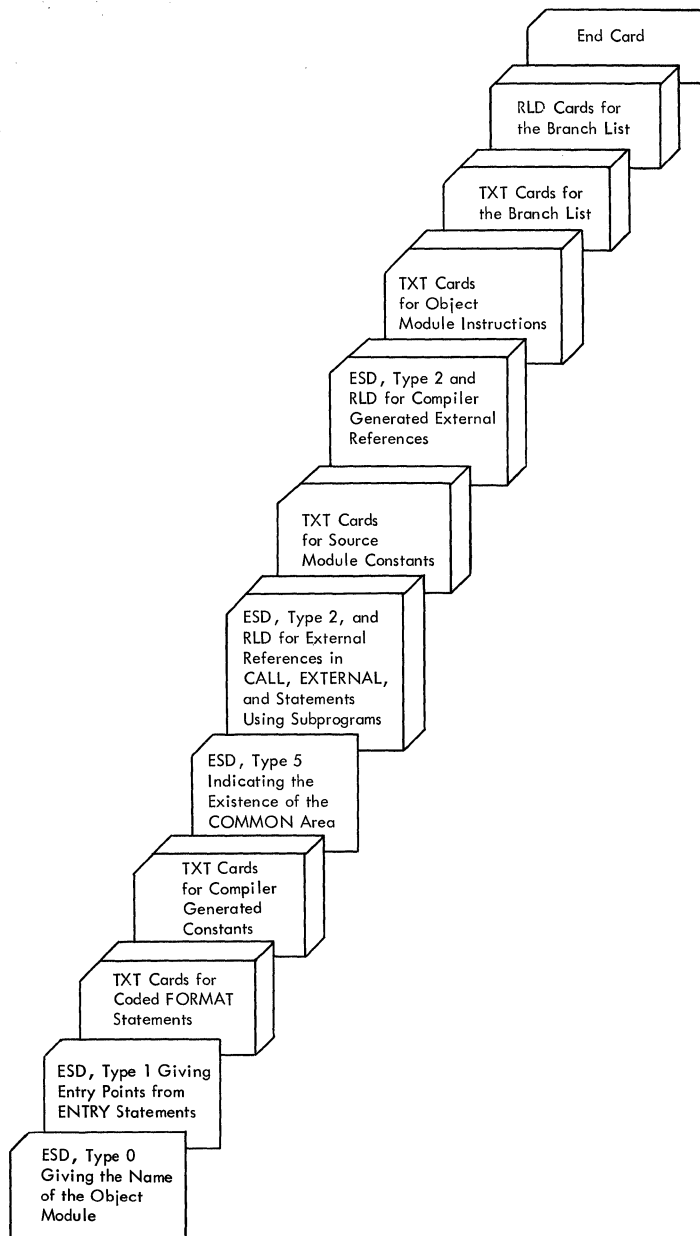 End Card
RLD Cards for
the Branch List
TXT Cards for
the Branch List
TXT Cards
for Object
Module Instructions
ESD, Type 2 and
RLD for Compiler
Generated External
References
TXT Cards
for Source
Module Constants
ESD, Type 2, and
RLD for External
References in
CALL, EXTERNAL,
and Statements
Using Subprograms
ESD, Type 5
Indicating the
Existence of the
COMMON Area
TXT Cards
for Compiler
Generated
Constants
TXT Cards for
Coded FORMAT
Statements
ESD, Type 1 Giving
Entry Points from
ENTRY Statements
ESD, Type 0
Giving the Name
of the Object
Module